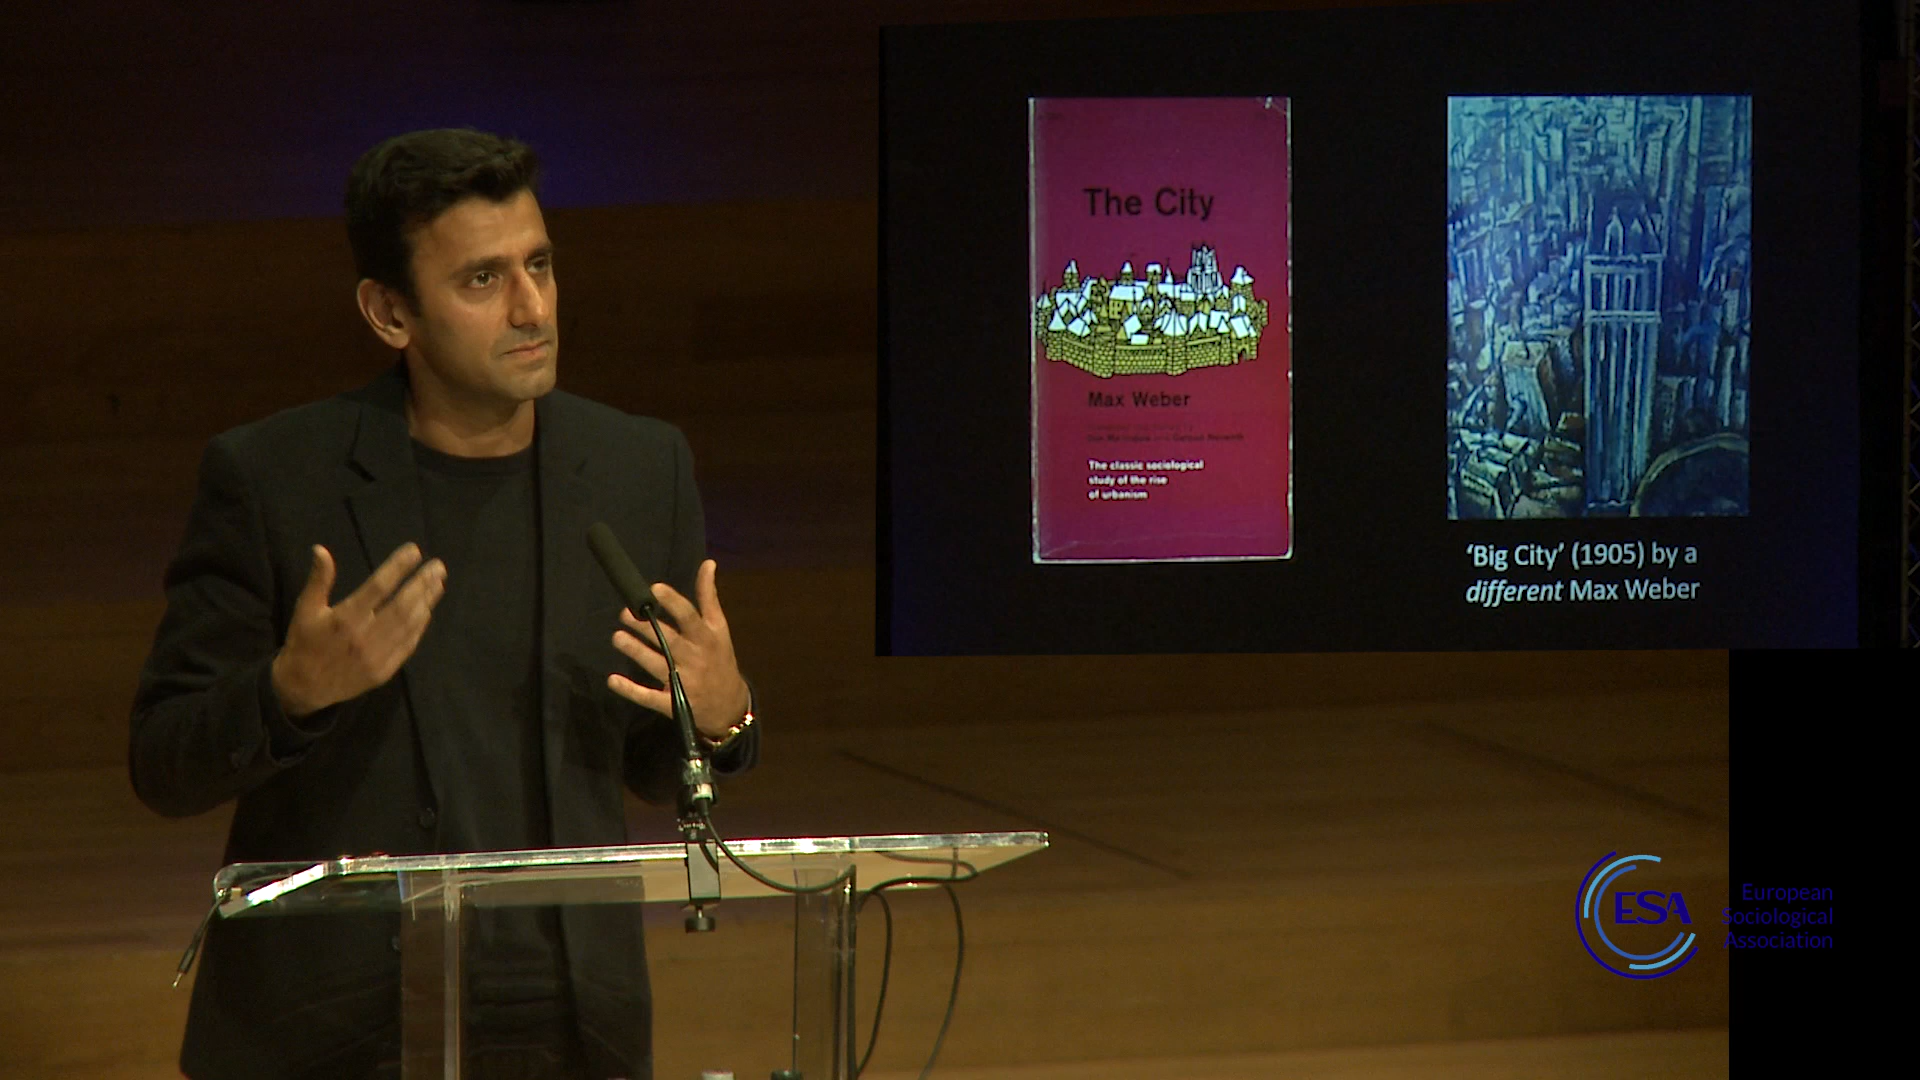 The City
Max Weber
The classic sociological
study of the rise
of urbanism
‘Big City’ (1905) by a
different Max Weber
ESA
European
Sociological
Association